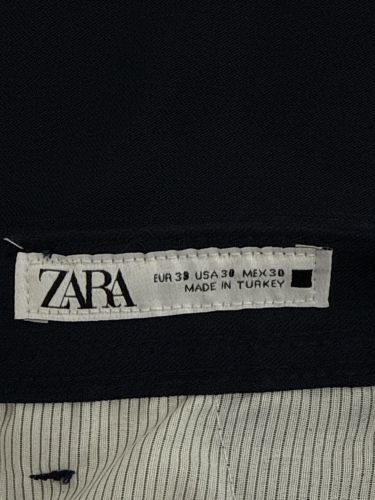 ZARA
EUR 38 USA 30 MEX 30
MADE IN TURKEY